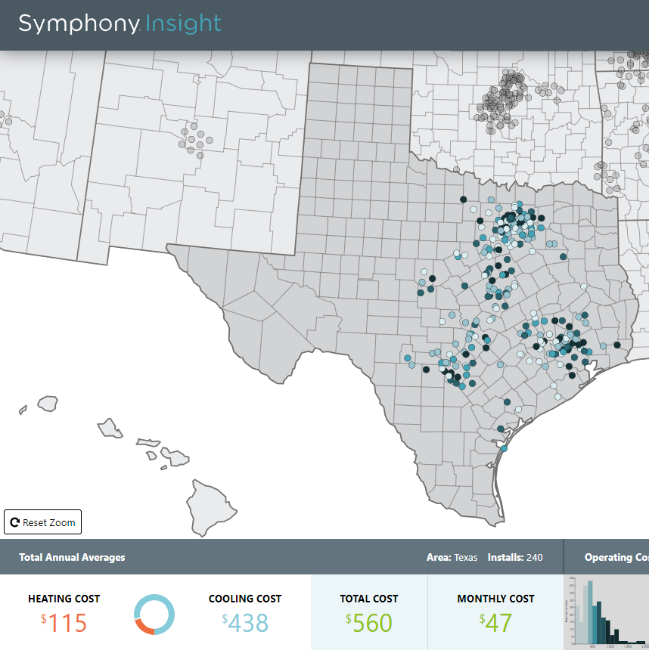 Symphony Insight
Reset Zoom
Total Annual Averages
Area: Texas Installs: 240
Operating Cos
HEATING COST
$115
COOLING COST
$438
TOTAL COST
$560
MONTHLY COST
$47